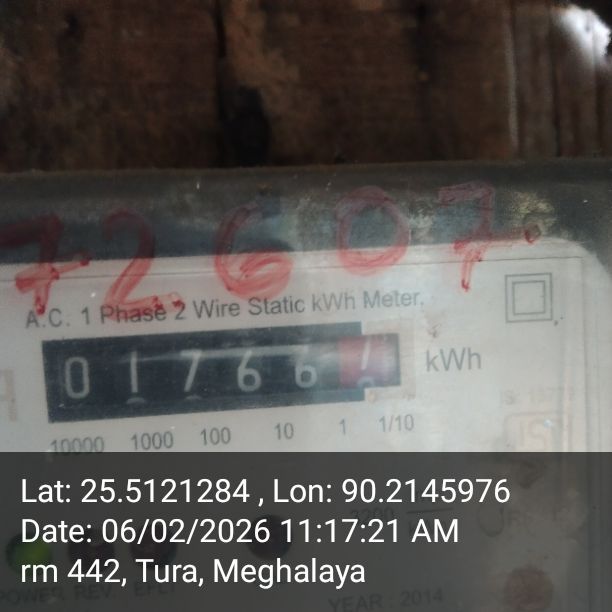 72607
A.C. 1 Phase 2 Wire Static kWh Meter.
01766 kWh
10000 1000 100 10 1 1/10
Lat: 25.5121284 , Lon: 90.2145976
Date: 06/02/2026 11:17:21 AM
rm 442, Tura, Meghalaya
YEAR : 2014